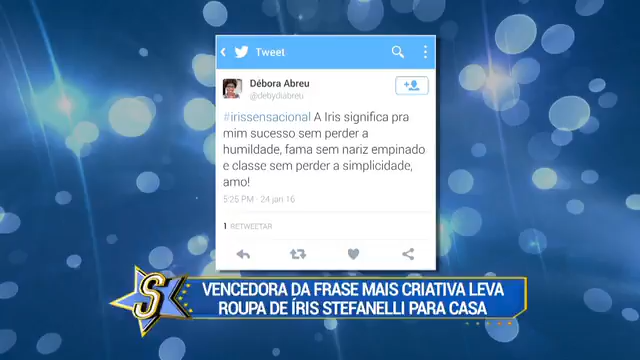 Tweet
Débora Abreu
@debydiabreu
#irissensacional A Iris significa pra
mim sucesso sem perder a
humildade, fama sem nariz empinado
e classe sem perder a simplicidade,
amo!
5:25 PM · 24 jan 16
1 RETWEETAR
S
VENCEDORA DA FRASE MAIS CRIATIVA LEVA
ROUPA DE ÍRIS STEFANELLI PARA CASA